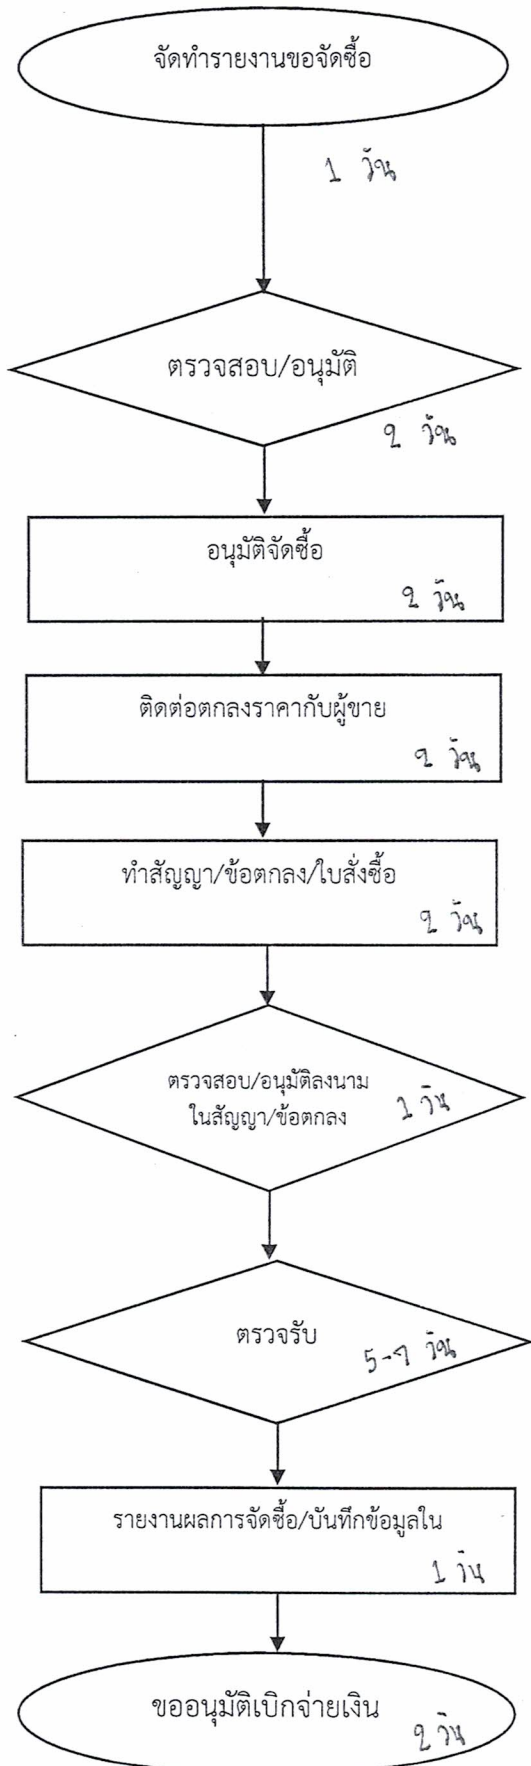 จัดทำรายงานขอจัดซื้อ
1 วัน
ตรวจสอบ/อนุมัติ
2 วัน
อนุมัติจัดซื้อ
2 วัน
ติดต่อตกลงราคากับผู้ขาย
2 วัน
ทำสัญญา/ข้อตกลง/ใบสั่งซื้อ
2 วัน
ตรวจสอบ/อนุมัติลงนาม
ในสัญญา/ข้อตกลง
1 วัน
ตรวจรับ
5-7 วัน
รายงานผลการจัดซื้อ/บันทึกข้อมูลใน
1 วัน
ขออนุมัติเบิกจ่ายเงิน
2 วัน